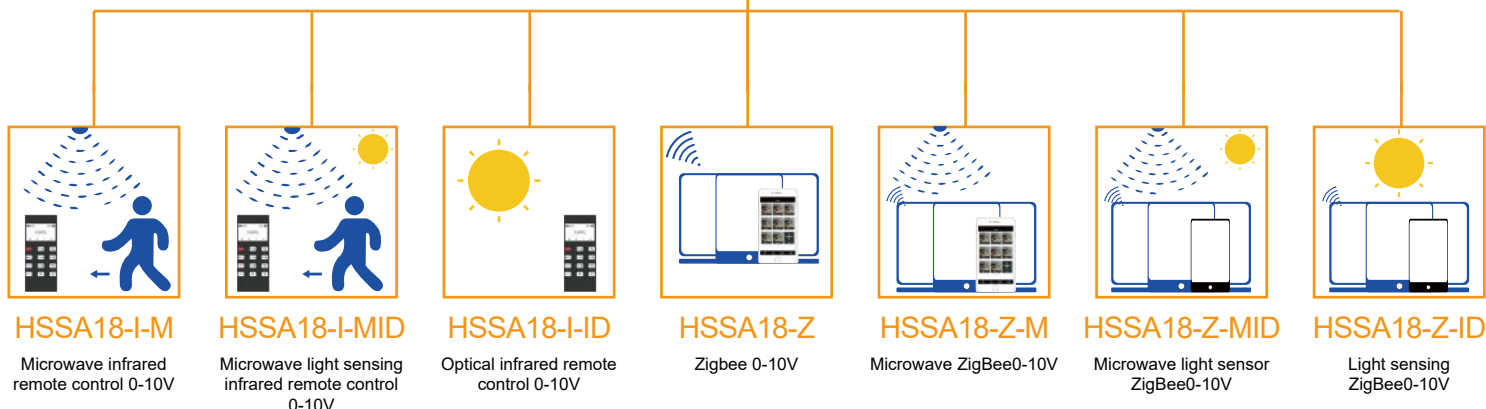 HSSA18-I-M
Microwave infrared
remote control 0-10V
HSSA18-I-MID
Microwave light sensing
infrared remote control
0-10V
HSSA18-I-ID
Optical infrared remote
control 0-10V
HSSA18-Z
Zigbee 0-10V
HSSA18-Z-M
Microwave ZigBee0-10V
HSSA18-Z-MID
Microwave light sensor
ZigBee0-10V
HSSA18-Z-ID
Light sensing
ZigBee0-10V